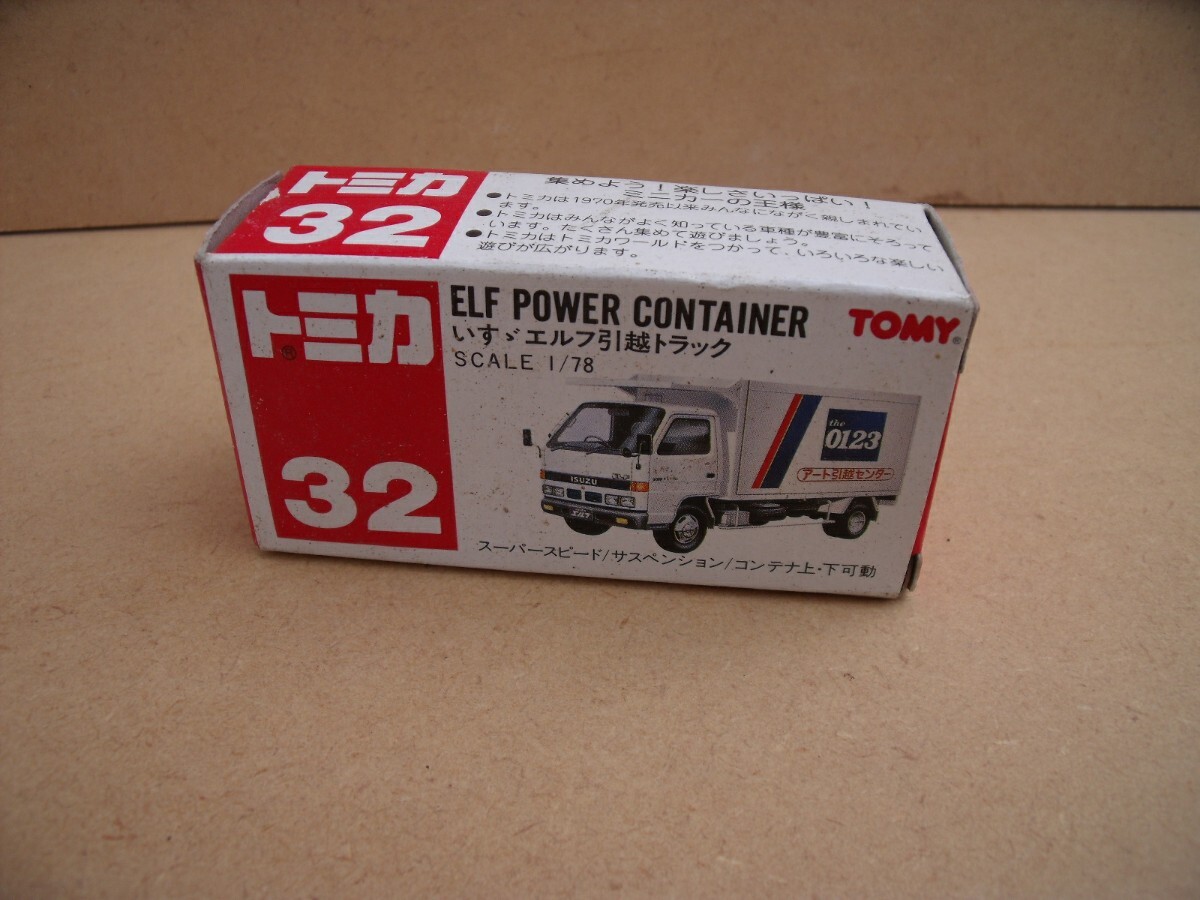 トミカ
32
集めよう！楽しさいっぱい！
ミニカーの王様
●トミカは1970年発売以来みんなにながく親しまれてい
ます。
●トミカはみんながよく知っている車種が豊富にそろって
います。たくさん集めて遊びましょう。
●トミカはトミカワールドをつかって、いろいろな楽しい
遊びが広がります。
トミカ®
32
ELF POWER CONTAINER
いすゞエルフ引越トラック
SCALE 1/78
TOMY®
the
0123
アート引越センター
ISUZU
エルフ
スーパースピード/サスペンション/コンテナ上・下可動